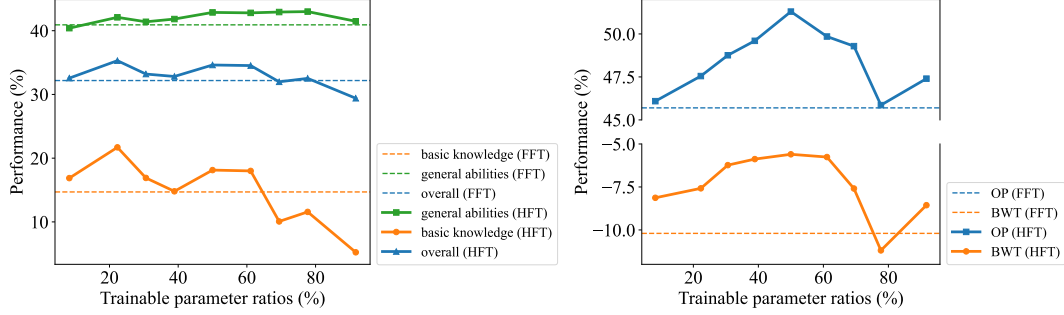 Performance (%)
40
30
20
10
20
40
60
80
Trainable parameter ratios (%)
basic knowledge (FFT)
general abilities (FFT)
overall (FFT)
general abilities (HFT)
basic knowledge (HFT)
overall (HFT)
Performance (%)
50.0
47.5
45.0
−5.0
−7.5
−10.0
20
40
60
80
Trainable parameter ratios (%)
OP (FFT)
BWT (FFT)
OP (HFT)
BWT (HFT)